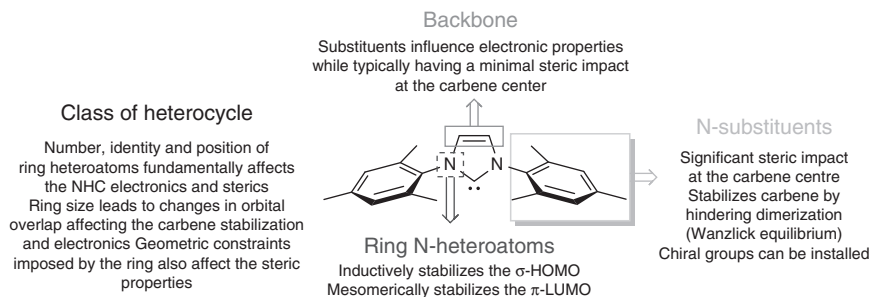 Backbone
Substituents influence electronic properties
while typically having a minimal steric impact
at the carbene center
Class of heterocycle
Number, identity and position of
ring heteroatoms fundamentally affects
the NHC electronics and sterics
Ring size leads to changes in orbital
overlap affecting the carbene stabilization
and electronics Geometric constraints
imposed by the ring also affect the steric
properties
N
N
Ring N-heteroatoms
Inductively stabilizes the σ-HOMO
Mesomerically stabilizes the π-LUMO
N-substituents
Significant steric impact
at the carbene centre
Stabilizes carbene by
hindering dimerization
(Wanzlick equilibrium)
Chiral groups can be installed